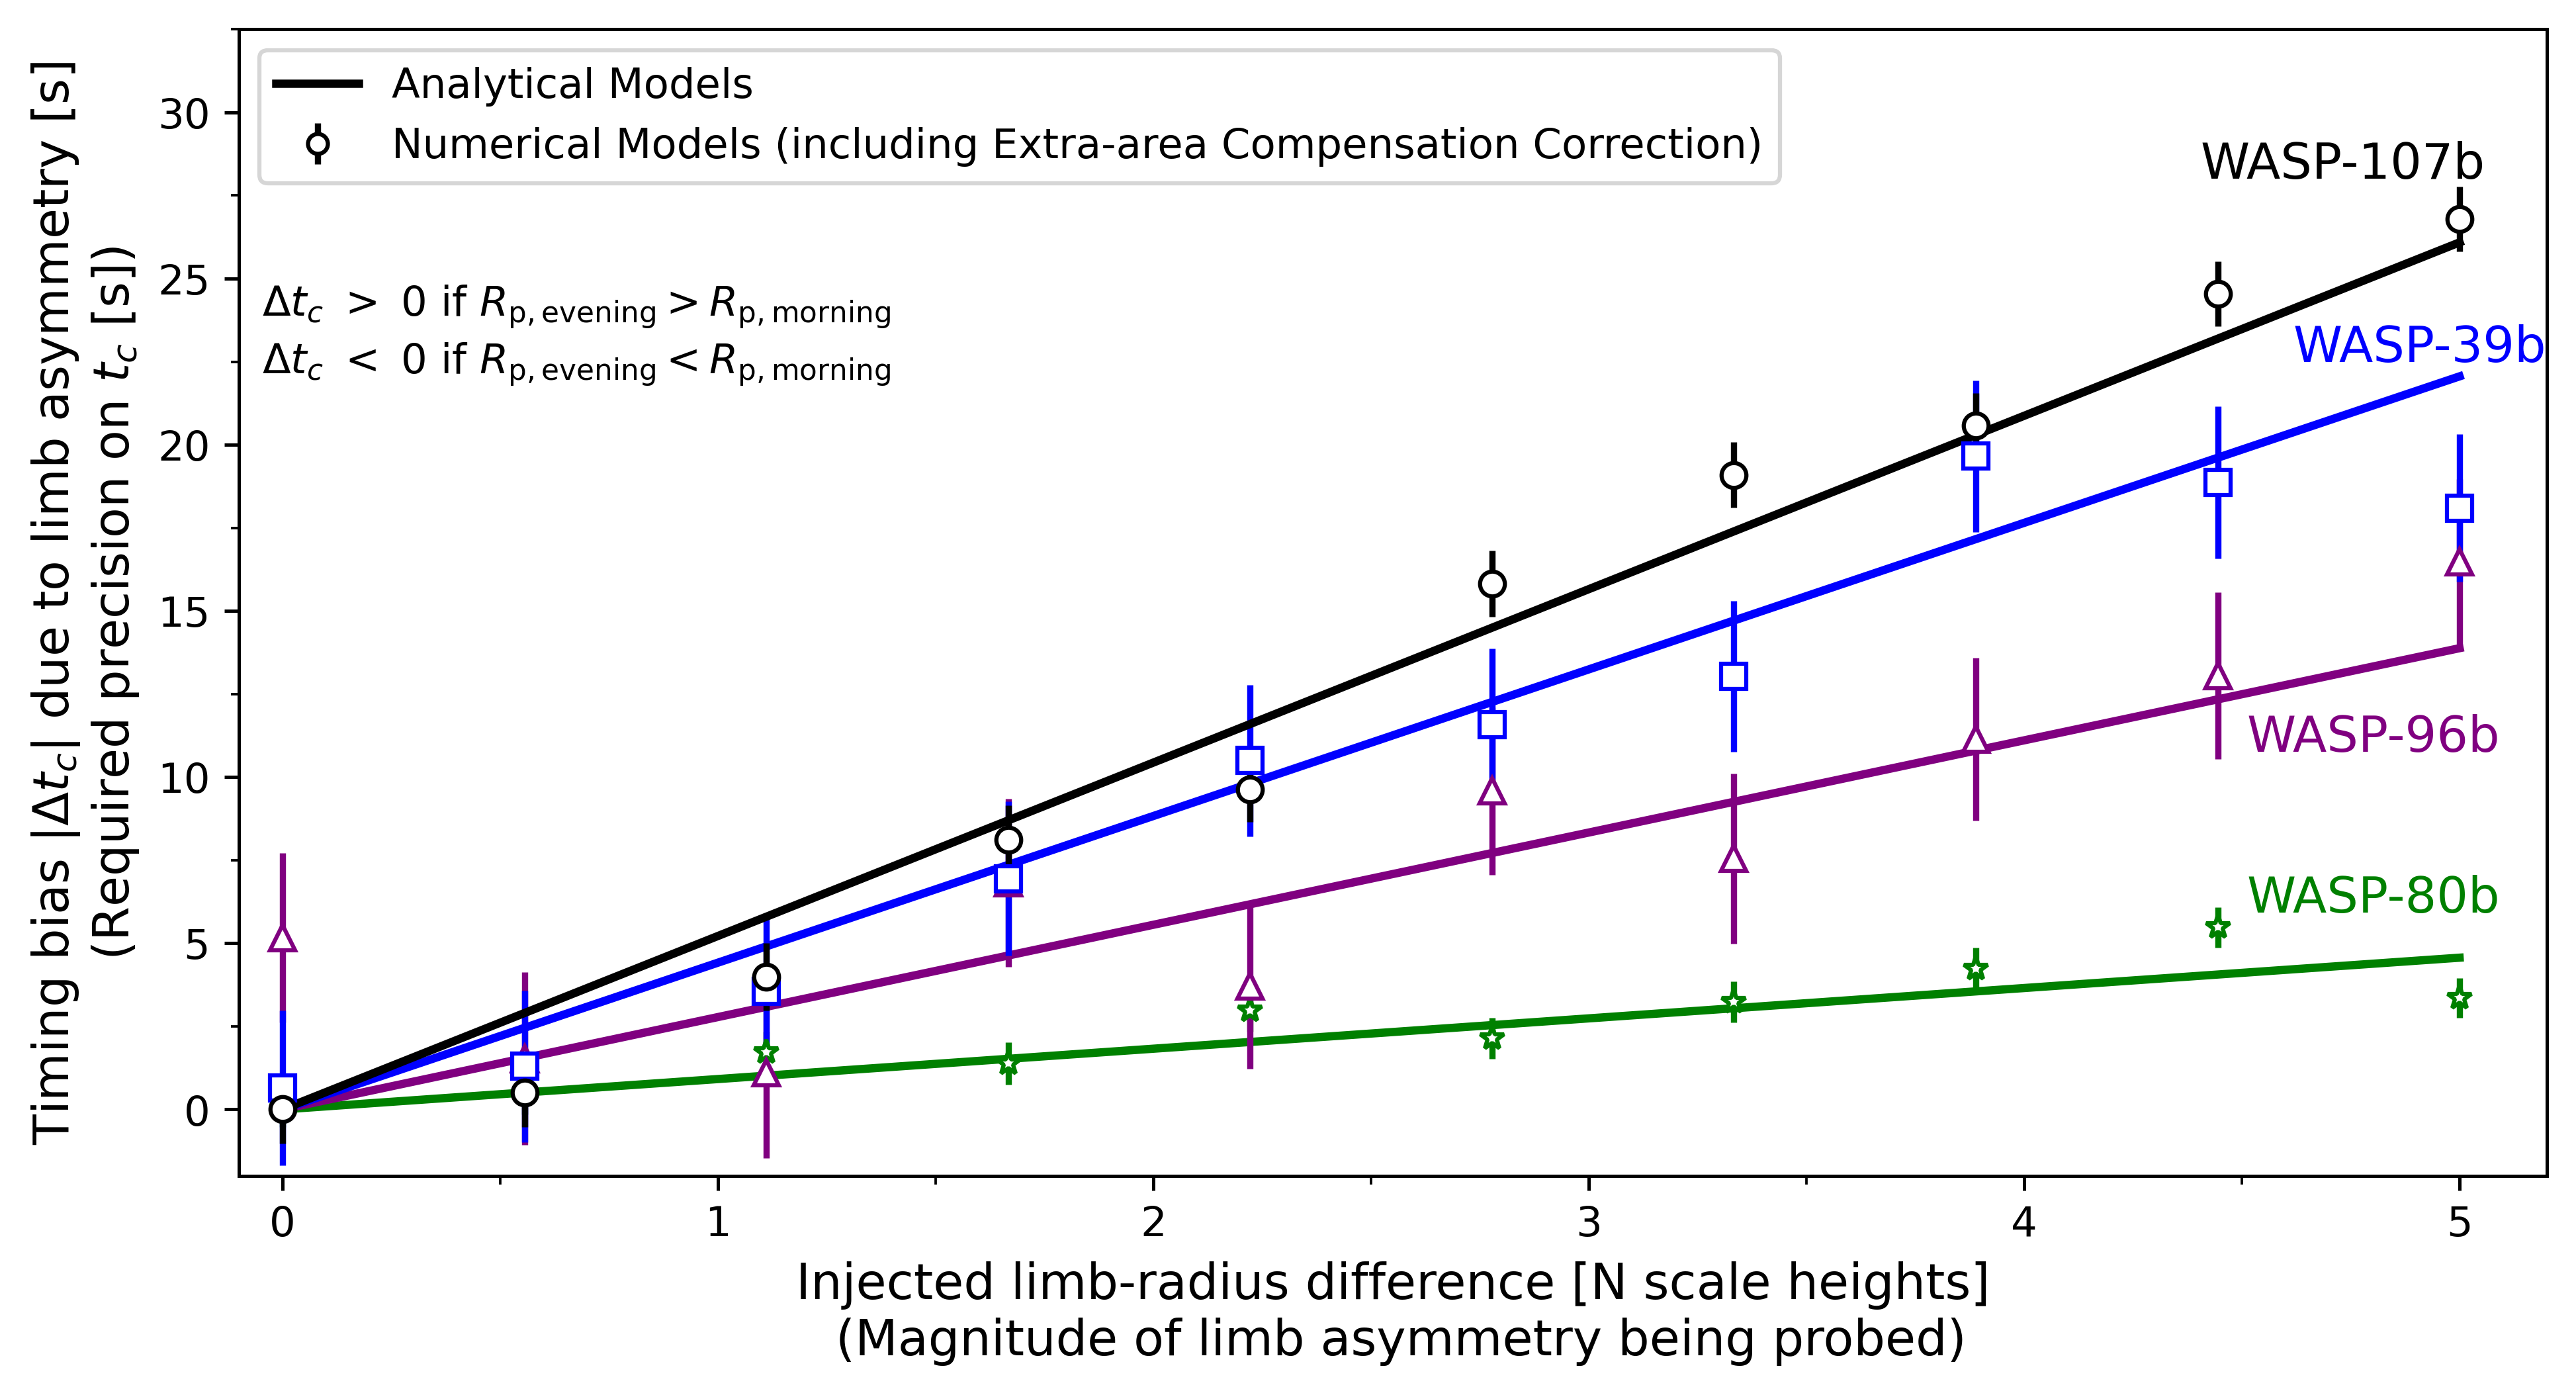 Timing bias |Δt_c| due to limb asymmetry [s]
(Required precision on t_c [s])
30
25
20
15
10
5
0
Analytical Models
Numerical Models (including Extra-area Compensation Correction)
Δt_c > 0 if R_p,evening > R_p,morning
Δt_c < 0 if R_p,evening < R_p,morning
WASP-107b
WASP-39b
WASP-96b
WASP-80b
0 1 2 3 4 5
Injected limb-radius difference [N scale heights]
(Magnitude of limb asymmetry being probed)